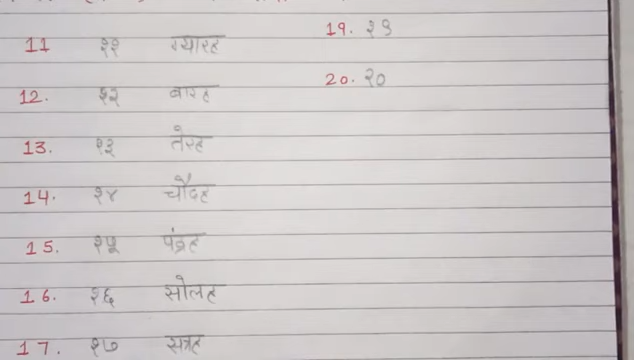 11 ११ ग्यारह
12. १२ बारह
13. १३ तेरह
14. १४ चौदह
15. १५ पंद्रह
16. १६ सोलह
17. १७ सत्रह
19. १९
20. २०